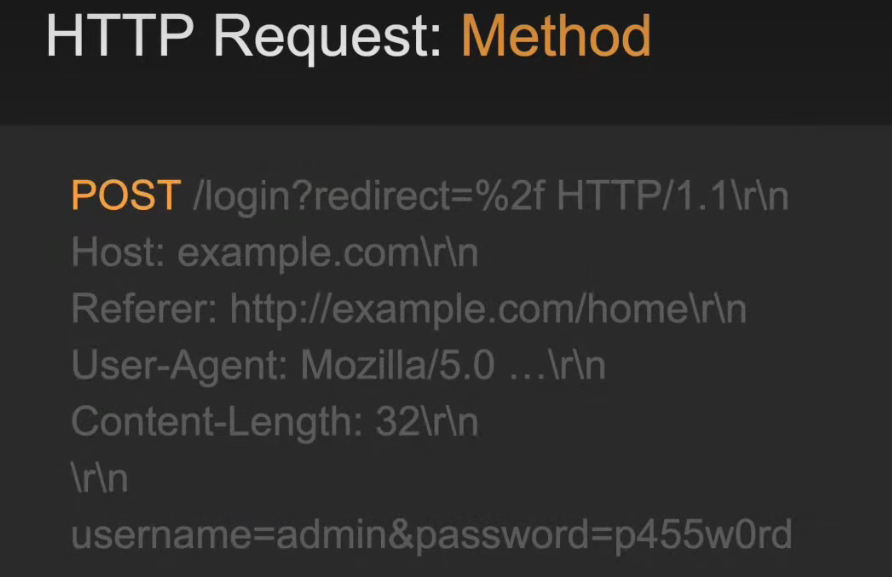 HTTP Request: Method
POST /login?redirect=%2f HTTP/1.1\r\n
Host: example.com\r\n
Referer: http://example.com/home\r\n
User-Agent: Mozilla/5.0 …\r\n
Content-Length: 32\r\n
\r\n
username=admin&password=p455w0rd